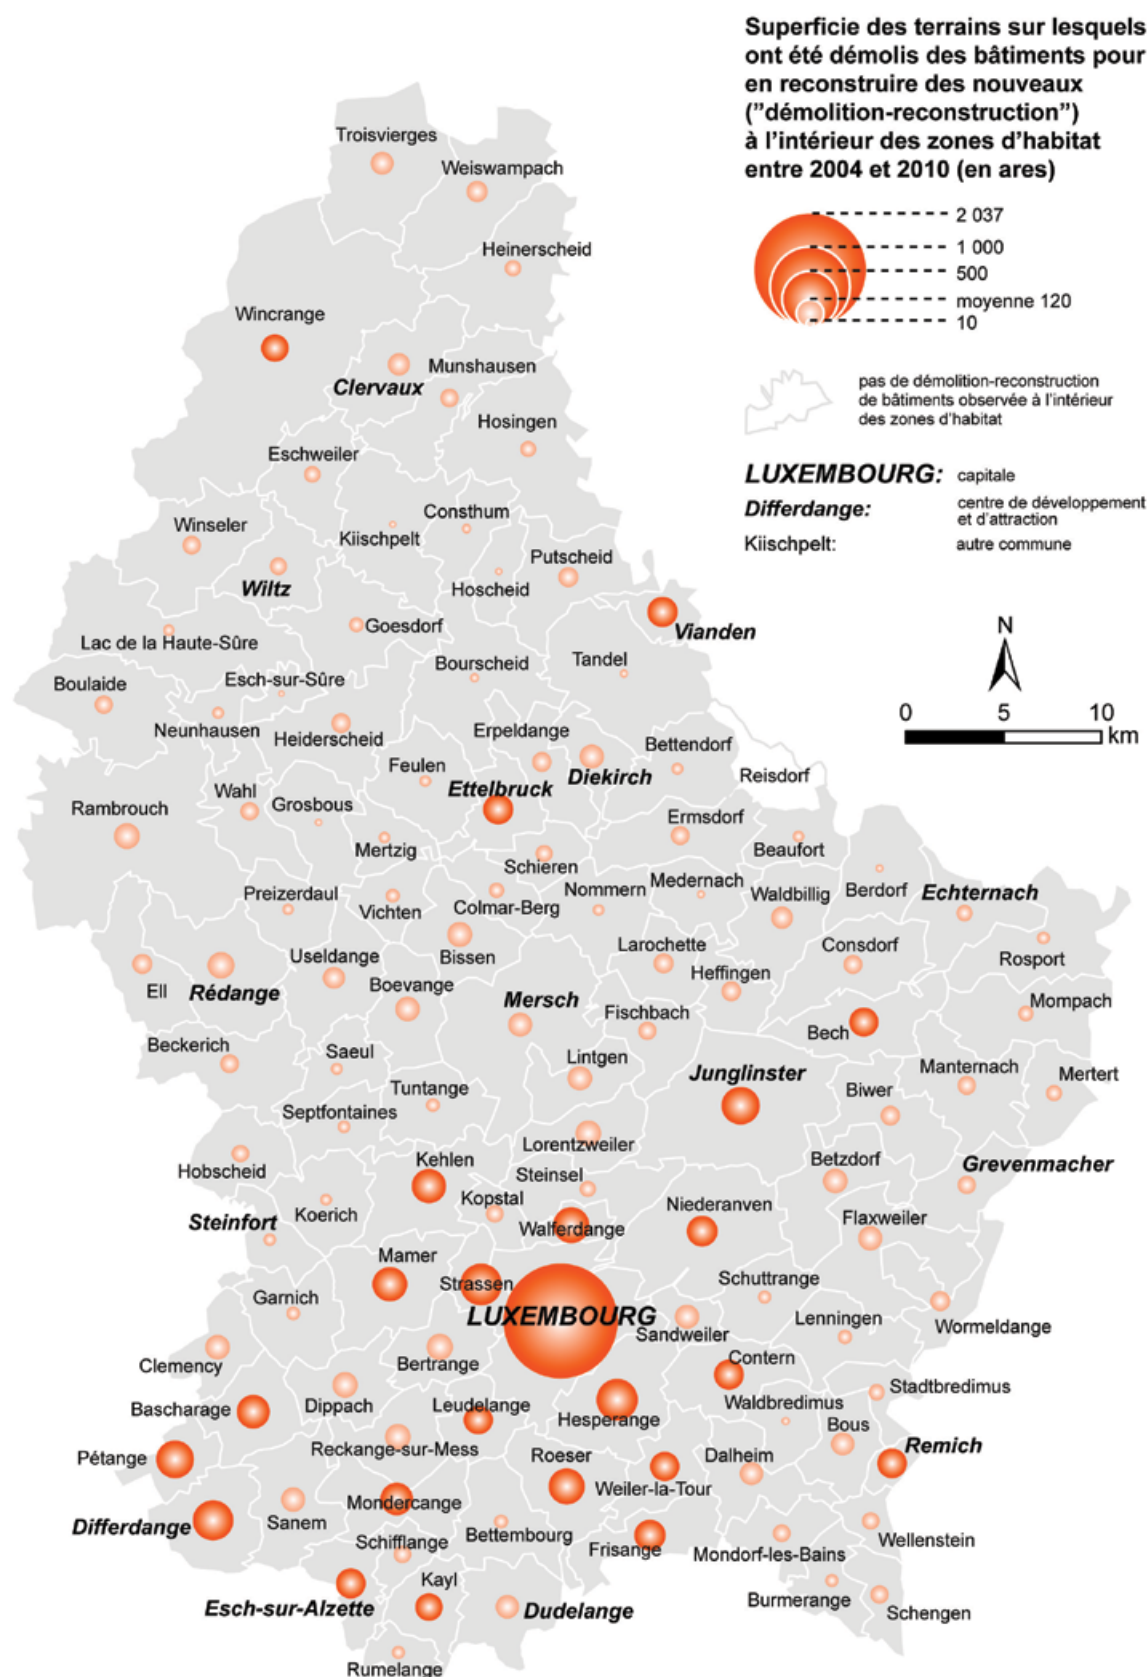 Superficie des terrains sur lesquels
ont été démolis des bâtiments pour
en reconstruire des nouveaux
("démolition-reconstruction")
à l'intérieur des zones d'habitat
entre 2004 et 2010 (en ares)
2 037
1 000
500
moyenne 120
10
pas de démolition-reconstruction
de bâtiments observée à l'intérieur
des zones d'habitat
LUXEMBOURG: capitale
Differdange: centre de développement
et d'attraction
Kiischpelt: autre commune
N
0 5 10
km
Troisvierges
Weiswampach
Heinerscheid
Wincrange
Munshausen
Clervaux
Hosingen
Eschweiler
Consthum
Winseler
Kiischpelt
Putscheid
Wiltz
Hoscheid
Goesdorf
Vianden
Lac de la Haute-Sûre
Bourscheid
Tandel
Esch-sur-Sûre
Boulaide
Neunhausen
Heiderscheid
Erpeldange
Bettendorf
Feulen
Diekirch
Reisdorf
Ettelbruck
Wahl
Grosbous
Rambrouch
Ermsdorf
Mertzig
Beaufort
Schieren
Medernach
Berdorf
Preizerdaul
Nommern
Waldbillig
Echternach
Vichten
Colmar-Berg
Larochette
Consdorf
Useldange
Bissen
Rosport
Ell
Rédange
Heffingen
Boevange
Mersch
Mompach
Fischbach
Bech
Beckerich
Saeul
Lintgen
Manternach
Junglinster
Mertert
Tuntange
Biwer
Septfontaines
Lorentzweiler
Kehlen
Betzdorf
Grevenmacher
Hobscheid
Steinsel
Kopstal
Niederanven
Koerich
Flaxweiler
Steinfort
Walferdange
Mamer
Strassen
Schuttrange
Garnich
LUXEMBOURG
Lenningen
Sandweiler
Wormeldange
Contern
Clemency
Bertrange
Stadtbredimus
Waldbredimus
Bascharage
Dippach
Leudelange
Hesperange
Bous
Reckange-sur-Mess
Remich
Pétange
Roeser
Dalheim
Weiler-la-Tour
Mondercange
Differdange
Sanem
Bettembourg
Wellenstein
Schifflange
Frisange
Mondorf-les-Bains
Kayl
Burmerange
Esch-sur-Alzette
Dudelange
Schengen
Rumelange